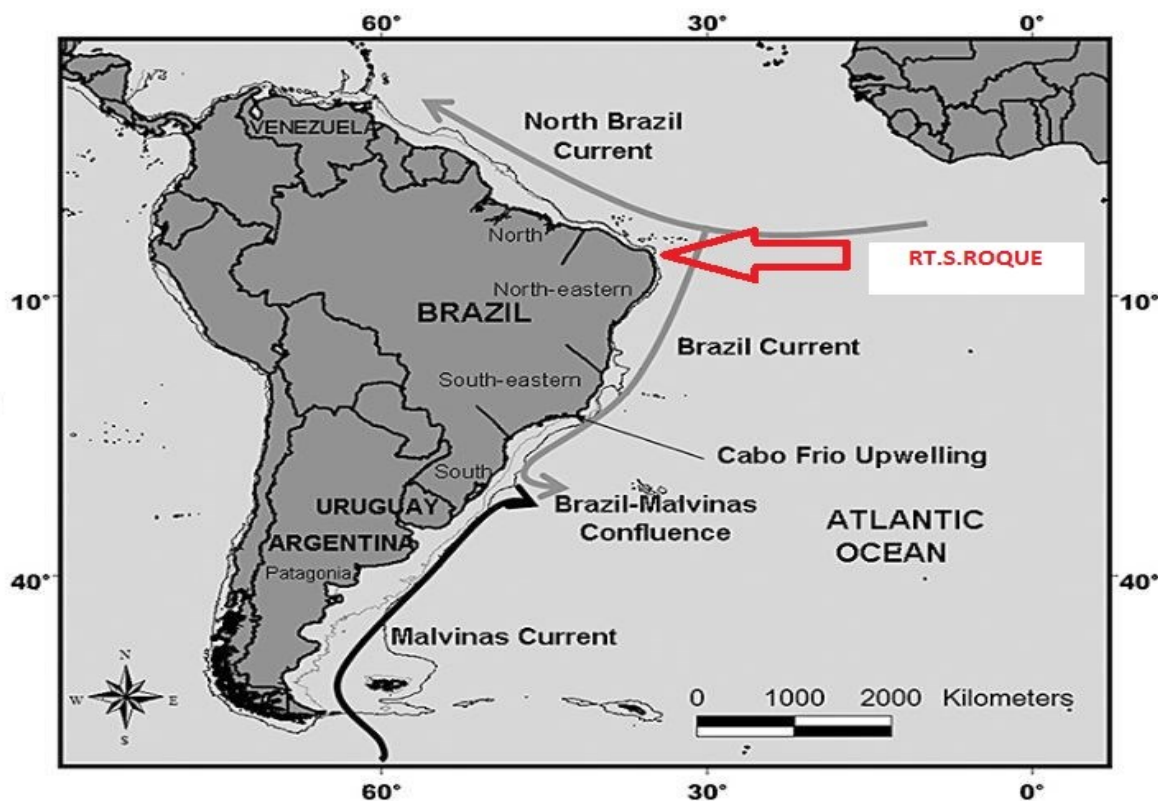 60°
30°
0°
North Brazil
Current
VENEZUELA
North
RT.S.ROQUE
North-eastern
10°
10°
BRAZIL
Brazil Current
South-eastern
Cabo Frio Upwelling
South
URUGUAY
Brazil-Malvinas
Confluence
ATLANTIC
OCEAN
ARGENTINA
Patagonia
40°
40°
Malvinas Current
N
W
E
S
0
1000
2000
Kilometers
60°
30°
0°